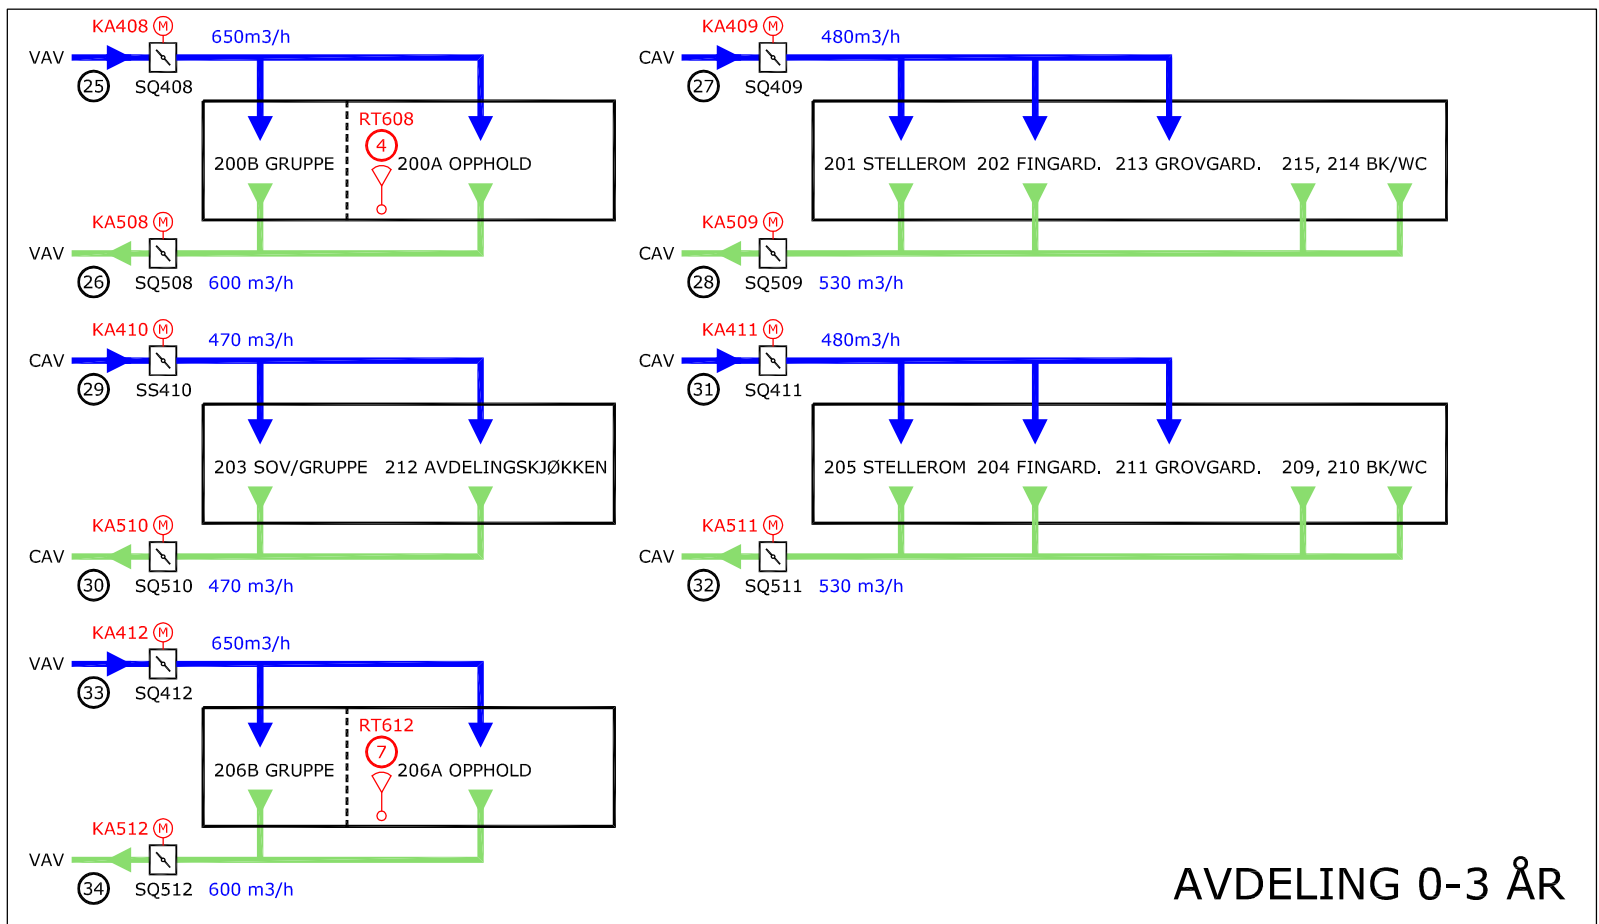 KA408 M 650m3/h
VAV
25 SQ408
RT608
4
200B GRUPPE 200A OPPHOLD
KA508 M
VAV
26 SQ508 600 m3/h
KA409 M 480m3/h
CAV
27 SQ409
201 STELLEROM 202 FINGARD. 213 GROVGARD. 215, 214 BK/WC
KA509 M
CAV
28 SQ509 530 m3/h
KA410 M 470 m3/h
CAV
29 SS410
203 SOV/GRUPPE 212 AVDELINGSKJØKKEN
KA510 M
CAV
30 SQ510 470 m3/h
KA411 M 480m3/h
CAV
31 SQ411
205 STELLEROM 204 FINGARD. 211 GROVGARD. 209, 210 BK/WC
KA511 M
CAV
32 SQ511 530 m3/h
KA412 M 650m3/h
VAV
33 SQ412
RT612
7
206B GRUPPE 206A OPPHOLD
KA512 M
VAV
34 SQ512 600 m3/h
AVDELING 0-3 ÅR